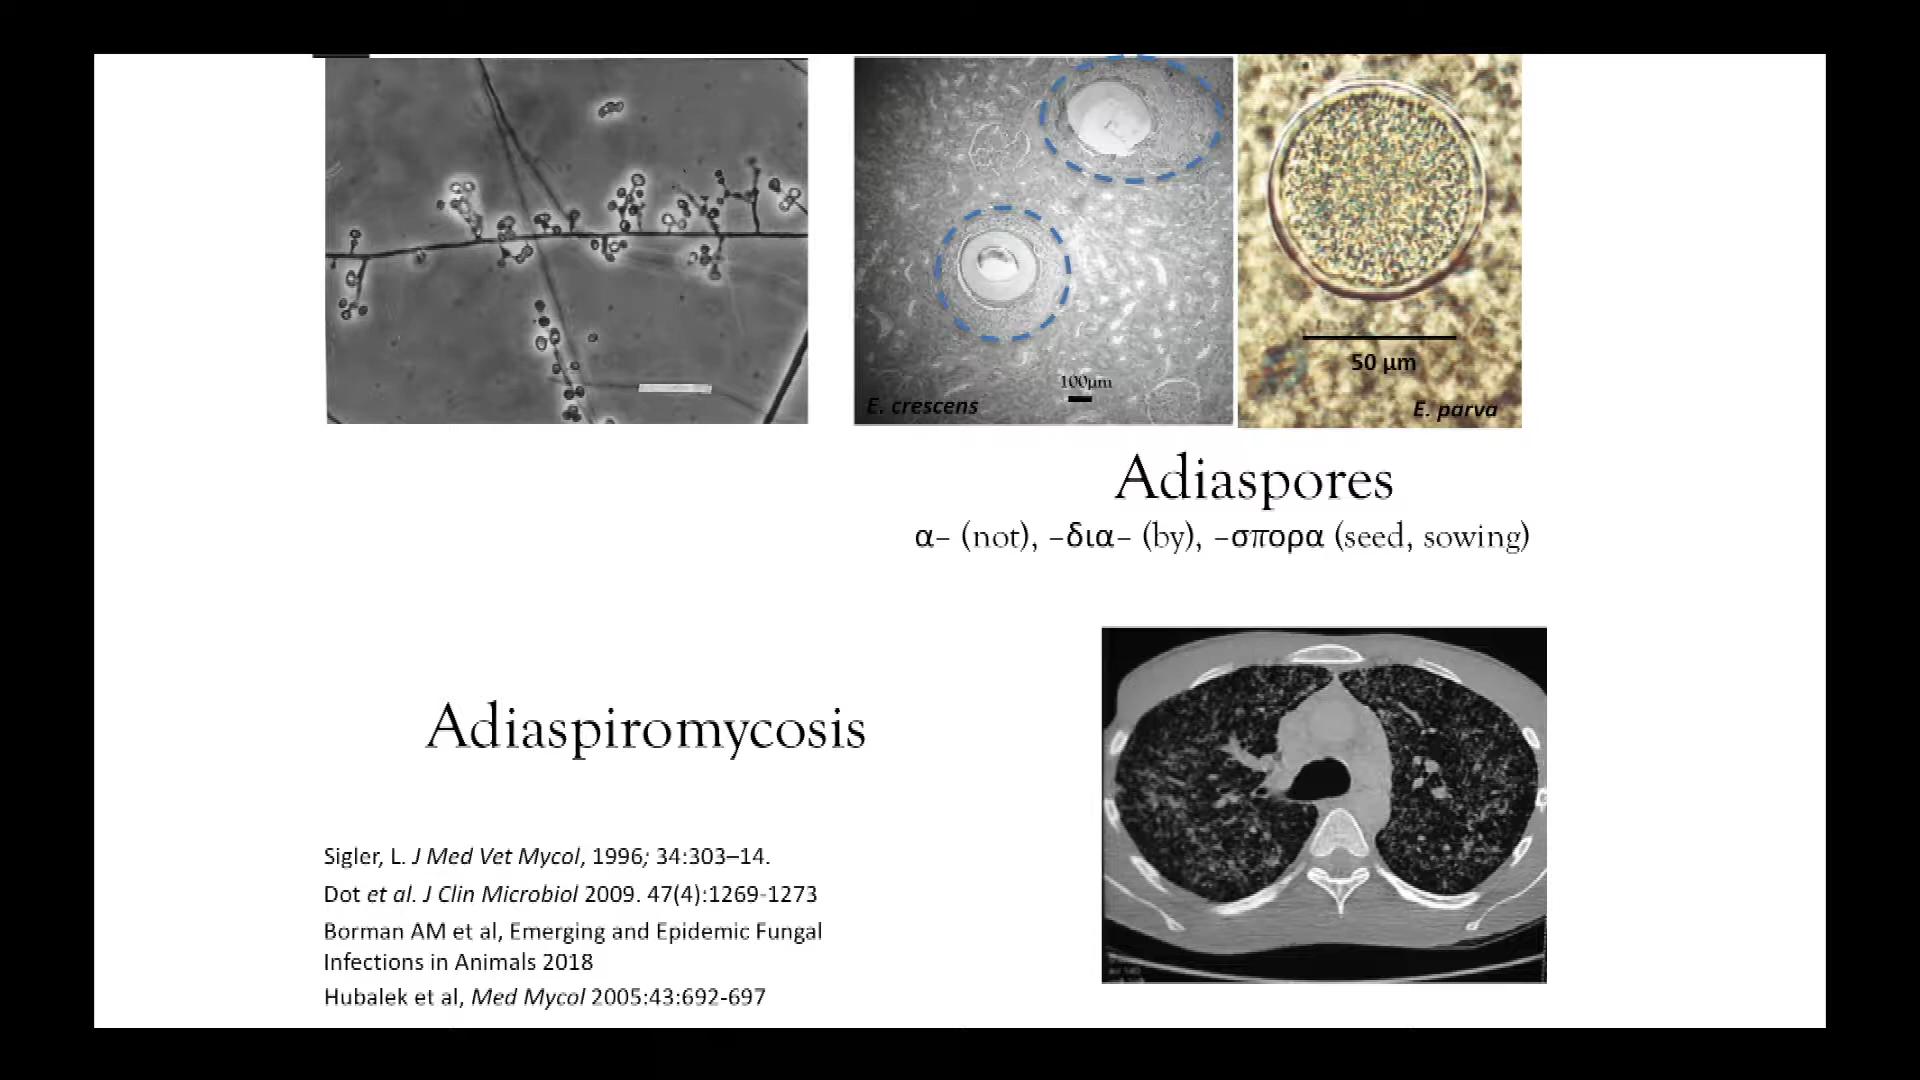 100µm
E. crescens
50 µm
E. parva
Adiaspores
α– (not), –δια– (by), –σπορα (seed, sowing)
Adiaspiromycosis
Sigler, L. J Med Vet Mycol, 1996; 34:303–14.
Dot et al. J Clin Microbiol 2009. 47(4):1269-1273
Borman AM et al, Emerging and Epidemic Fungal
Infections in Animals 2018
Hubalek et al, Med Mycol 2005:43:692-697